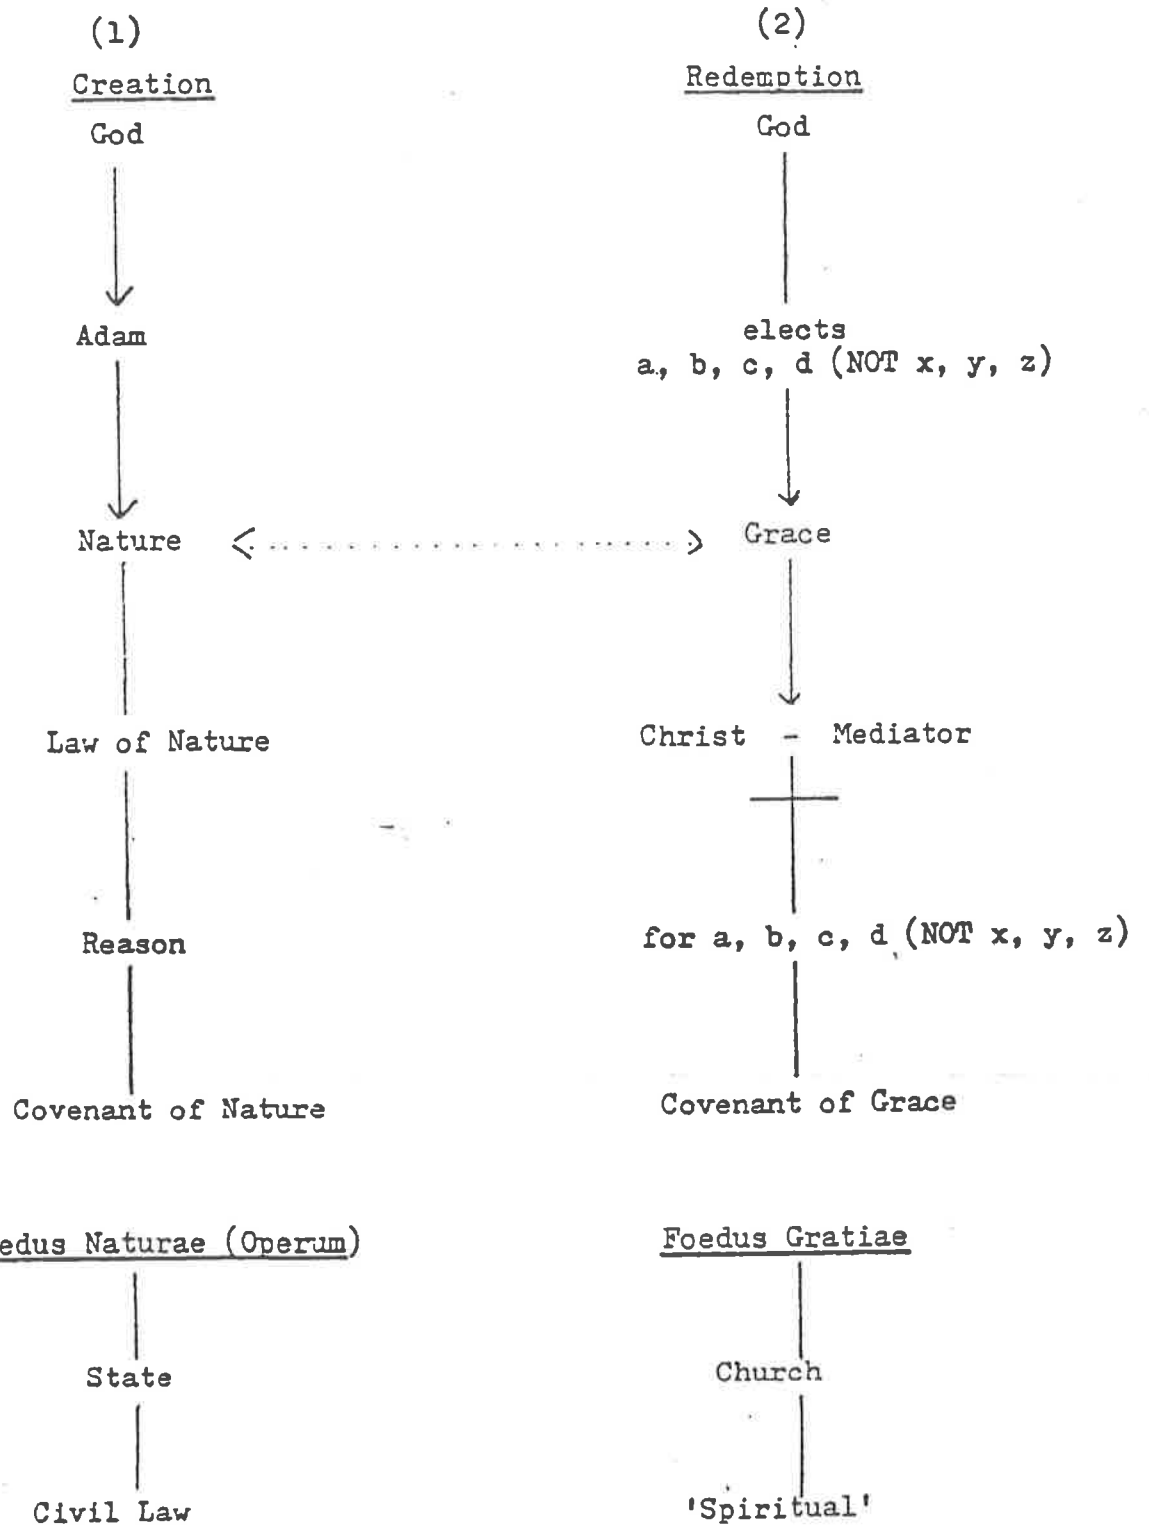 (1)
Creation
God
Adam
Nature
Law of Nature
Reason
Covenant of Nature
edus Naturae (Operum)
State
Civil Law
(2)
Redemption
God
elects
a, b, c, d (NOT x, y, z)
Grace
Christ - Mediator
for a, b, c, d (NOT x, y, z)
Covenant of Grace
Foedus Gratiae
Church
'Spiritual'